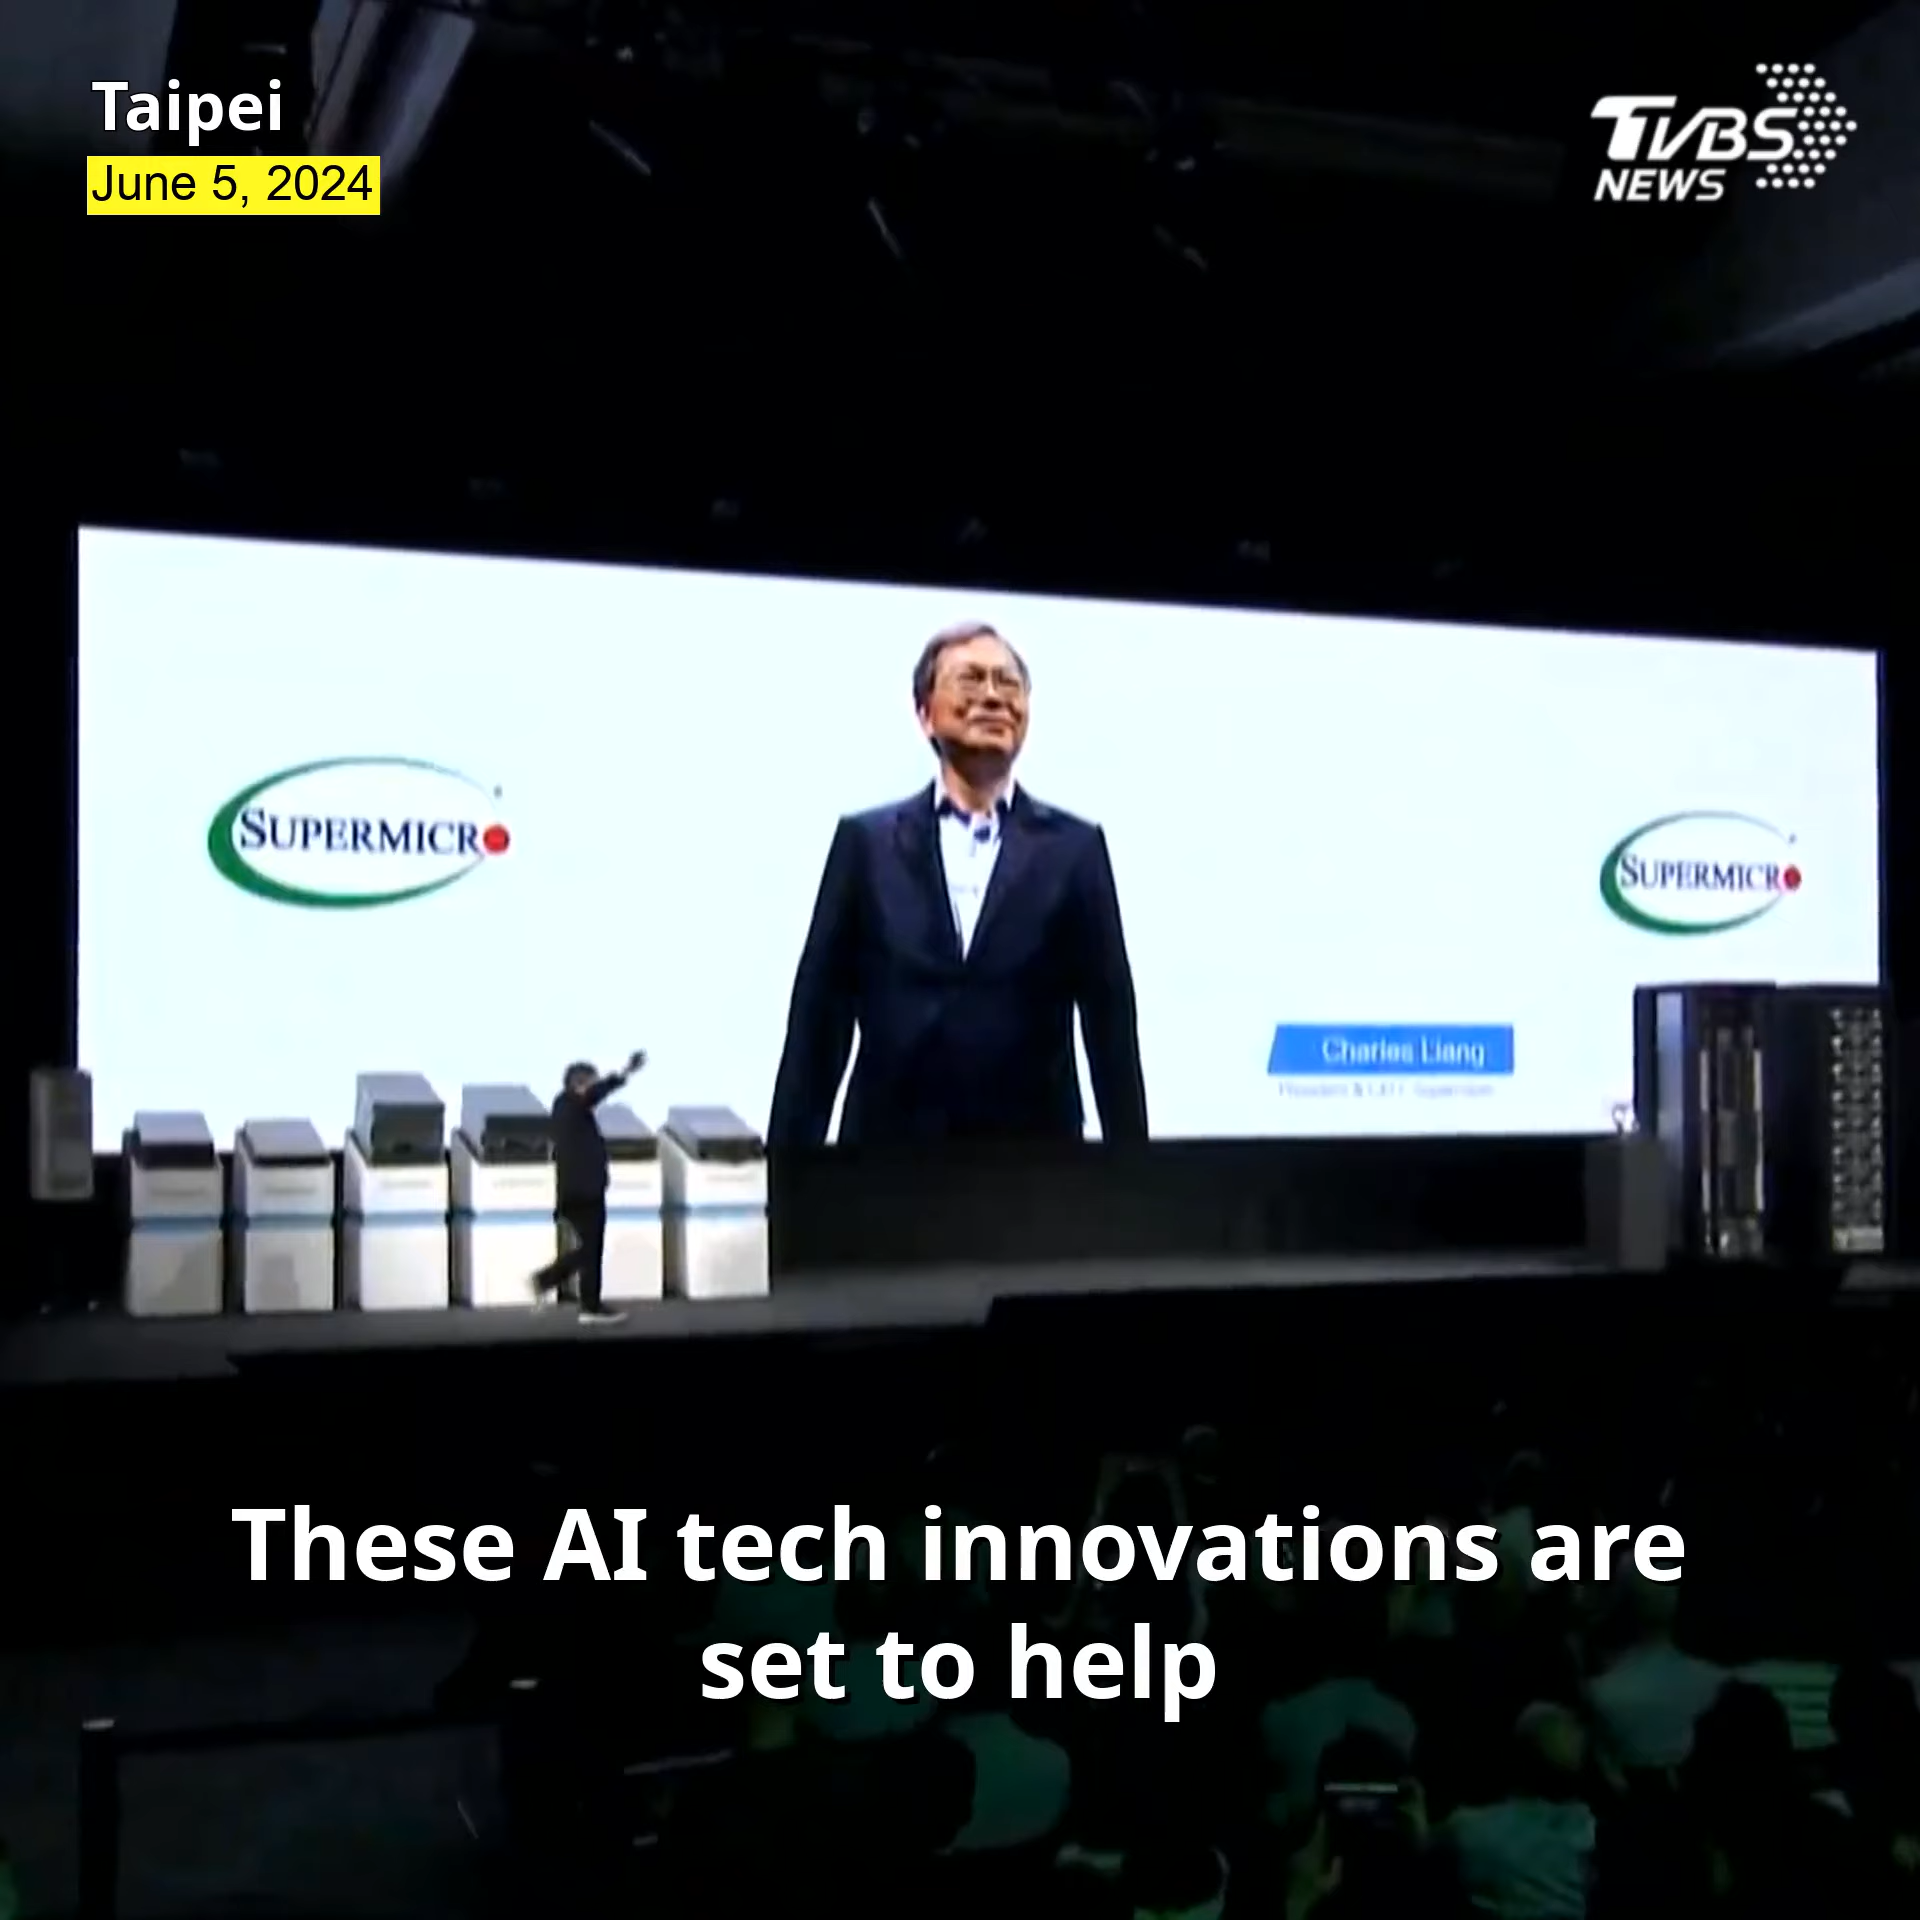 Taipei
June 5, 2024
TVBS
NEWS
SUPERMICRO
SUPERMICRO
Charles Liang
These AI tech innovations are
set to help